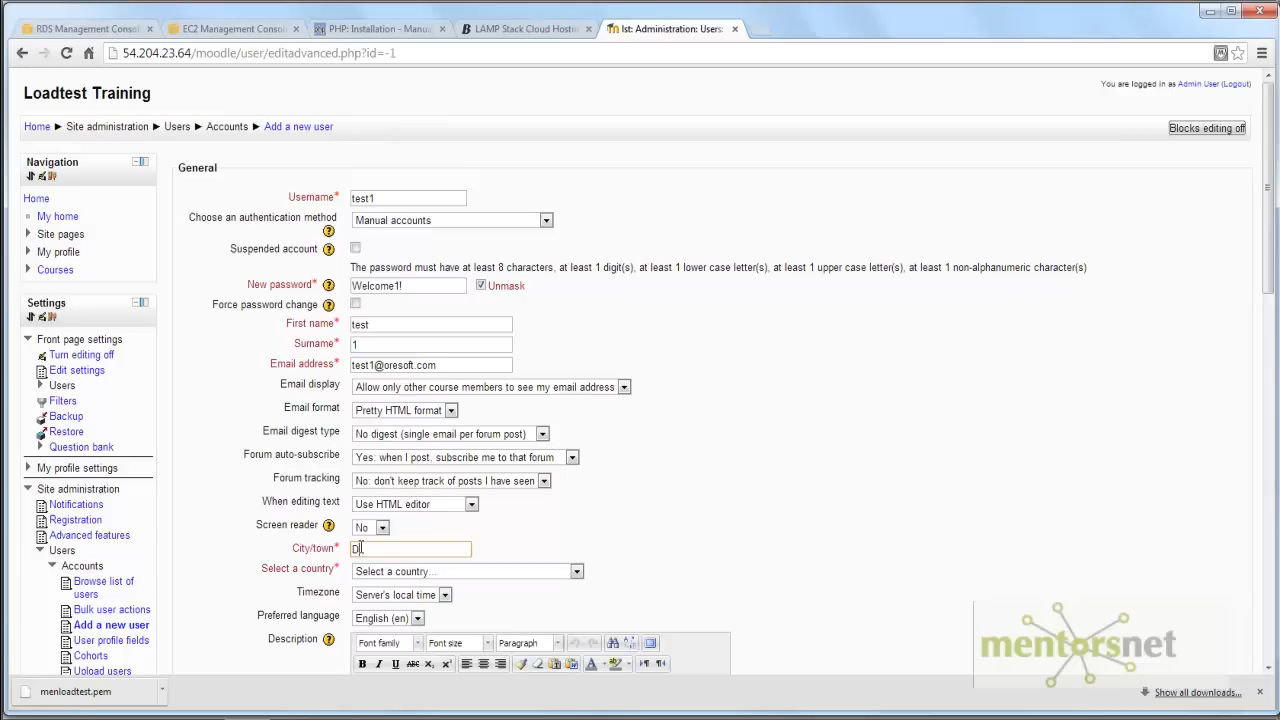 RDS Management Consol
EC2 Management Consol
PHP: Installation - Manua
LAMP Stack Cloud Hostin
lst: Administration: Users:
54.204.23.64/moodle/user/editadvanced.php?id=-1
Loadtest Training
You are logged in as Admin User (Logout)
Home ► Site administration ► Users ► Accounts ► Add a new user
Blocks editing off
Navigation
Home
My home
Site pages
My profile
Courses
Settings
Front page settings
Turn editing off
Edit settings
Users
Filters
Backup
Restore
Question bank
My profile settings
Site administration
Notifications
Registration
Advanced features
Users
Accounts
Browse list of
users
Bulk user actions
Add a new user
User profile fields
Cohorts
Upload users
General
Username* test1
Choose an authentication method Manual accounts
Suspended account
The password must have at least 8 characters, at least 1 digit(s), at least 1 lower case letter(s), at least 1 upper case letter(s), at least 1 non-alphanumeric character(s)
New password* Welcome1! Unmask
Force password change
First name* test
Surname* 1
Email address* test1@oresoft.com
Email display Allow only other course members to see my email address
Email format Pretty HTML format
Email digest type No digest (single email per forum post)
Forum auto-subscribe Yes: when I post, subscribe me to that forum
Forum tracking No: don't keep track of posts I have seen
When editing text Use HTML editor
Screen reader No
City/town* D
Select a country* Select a country...
Timezone Server's local time
Preferred language English (en)
Description Font family Font size Paragraph
B I U ABC x₂ x²
mentorsnet
menloadtest.pem
Show all downloads...